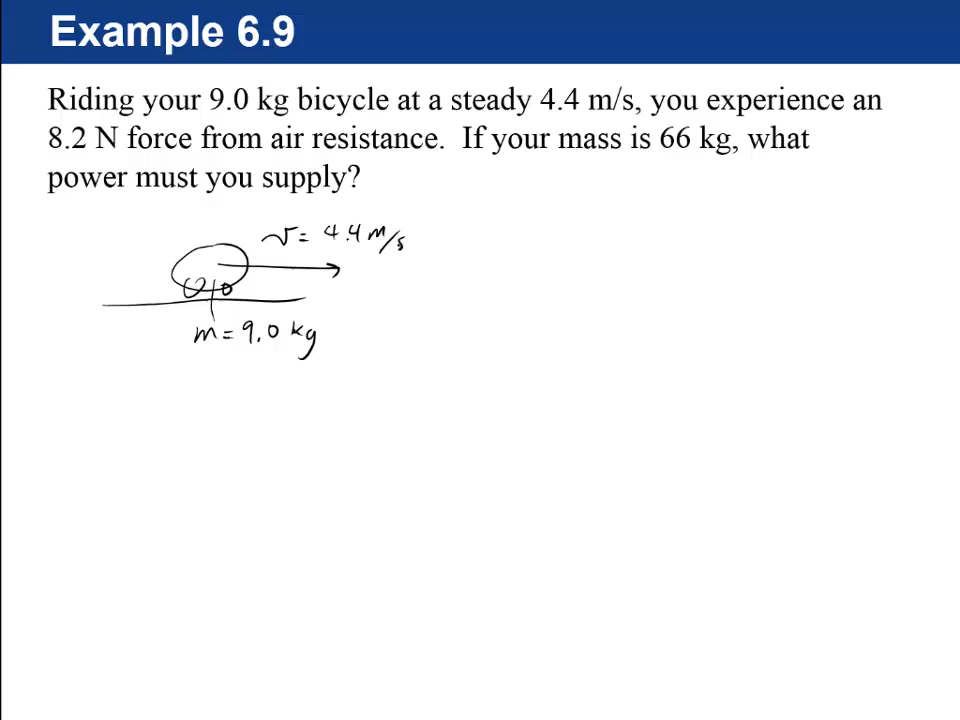 Example 6.9
Riding your 9.0 kg bicycle at a steady 4.4 m/s, you experience an
8.2 N force from air resistance.  If your mass is 66 kg, what
power must you supply?
v = 4.4 m/s
m = 9.0 kg